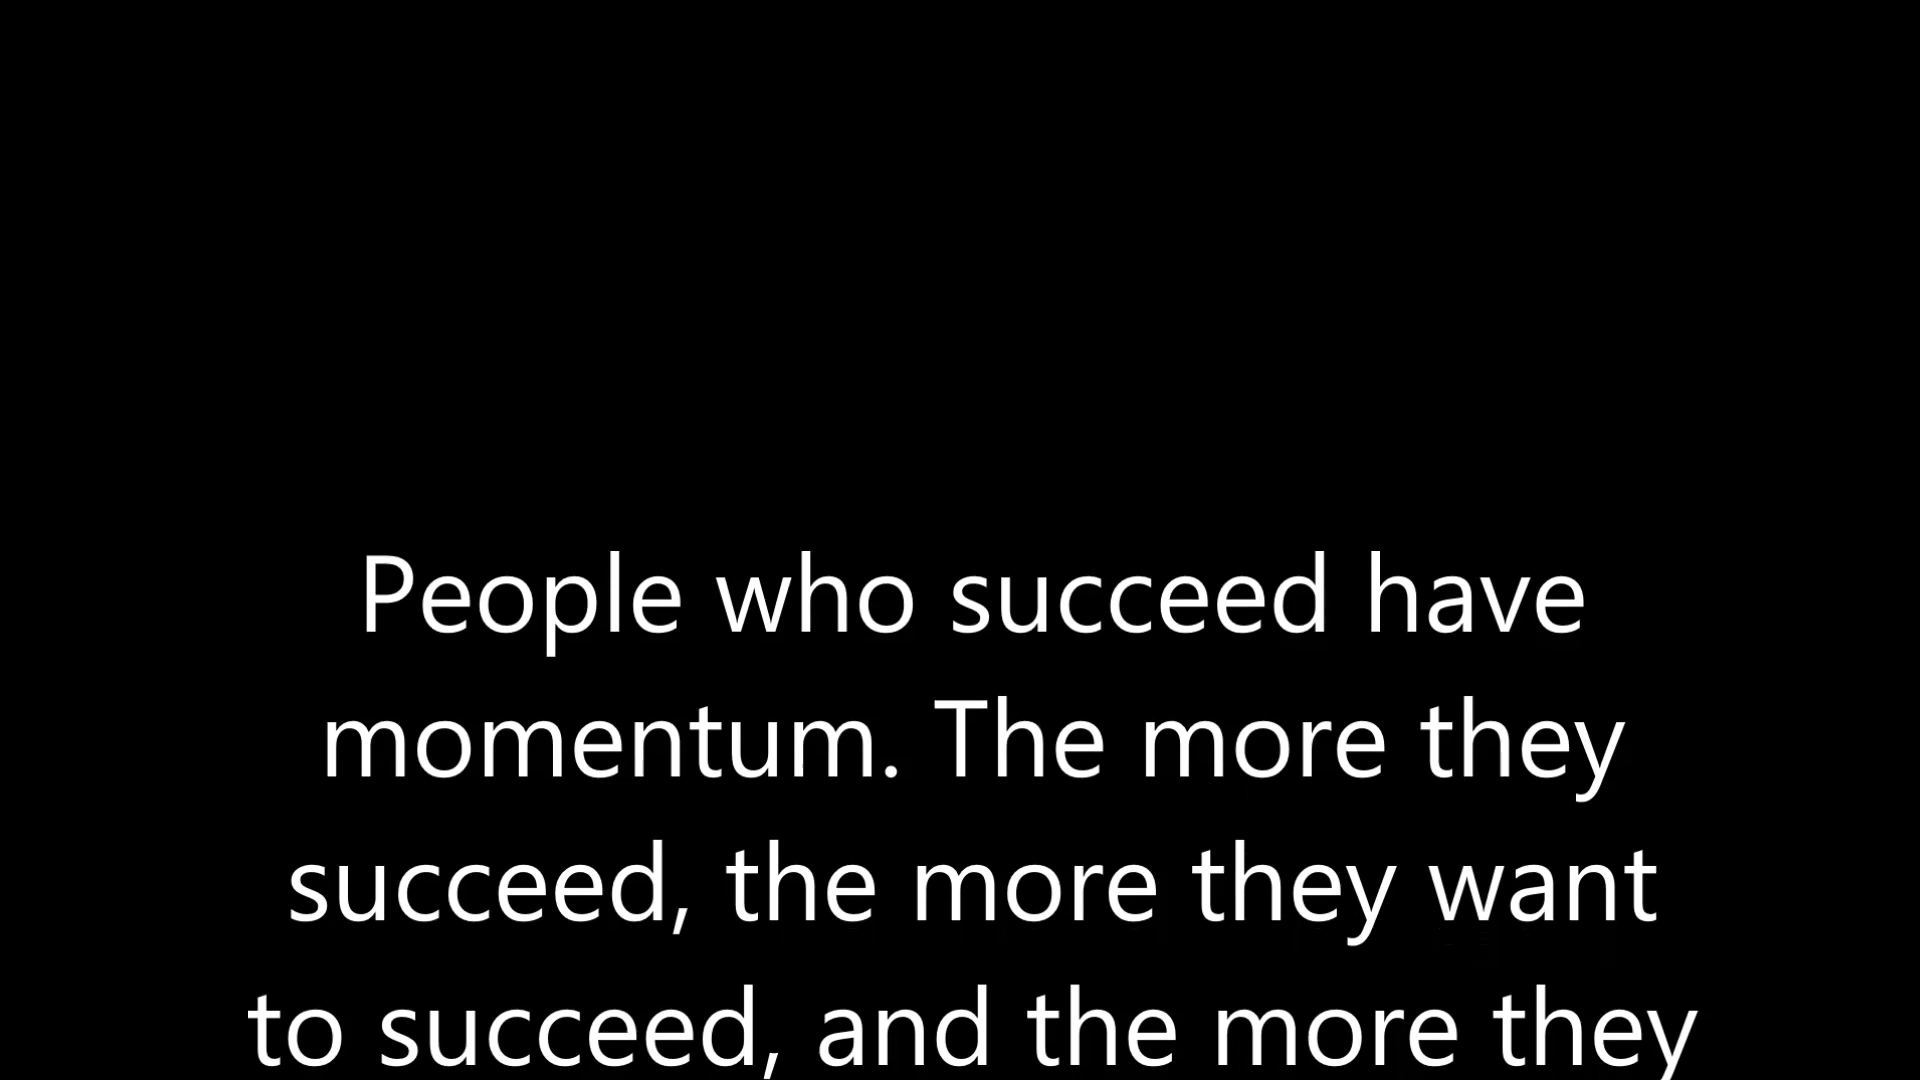 People who succeed have
momentum. The more they
succeed, the more they want
to succeed, and the more they